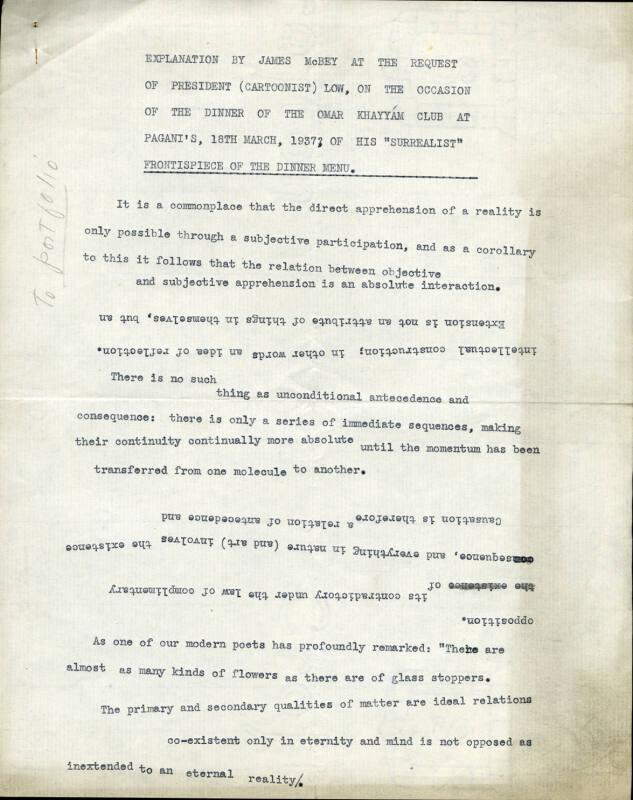 EXPLANATION BY JAMES McBEY AT THE REQUEST
OF PRESIDENT (CARTOONIST) LOW, ON THE OCCASION
OF THE DINNER OF THE OMAR KHAYYÁM CLUB AT
PAGANI'S, 18TH MARCH, 1937, OF HIS "SURREALIST"
FRONTISPIECE OF THE DINNER MENU.
To portfolio
It is a commonplace that the direct apprehension of a reality is
only possible through a subjective participation, and as a corollary
to this it follows that the relation between objective
and subjective apprehension is an absolute interaction.
Extension is not an attribute of things in themselves, but an
intellectual construction; in other words an idea of reflection.
There is no such
thing as unconditional antecedence and
consequence: there is only a series of immediate sequences, making
their continuity continually more absolute until the momentum has been
transferred from one molecule to another.
Causation is therefore a relation of antecedence and
consequence, and everything in nature (and art) involves the existence
the existence of its contradictory under the law of complimentary
opposition.
As one of our modern poets has profoundly remarked: "There are
almost as many kinds of flowers as there are of glass stoppers.
The primary and secondary qualities of matter are ideal relations
co-existent only in eternity and mind is not opposed as
inextended to an eternal reality/.